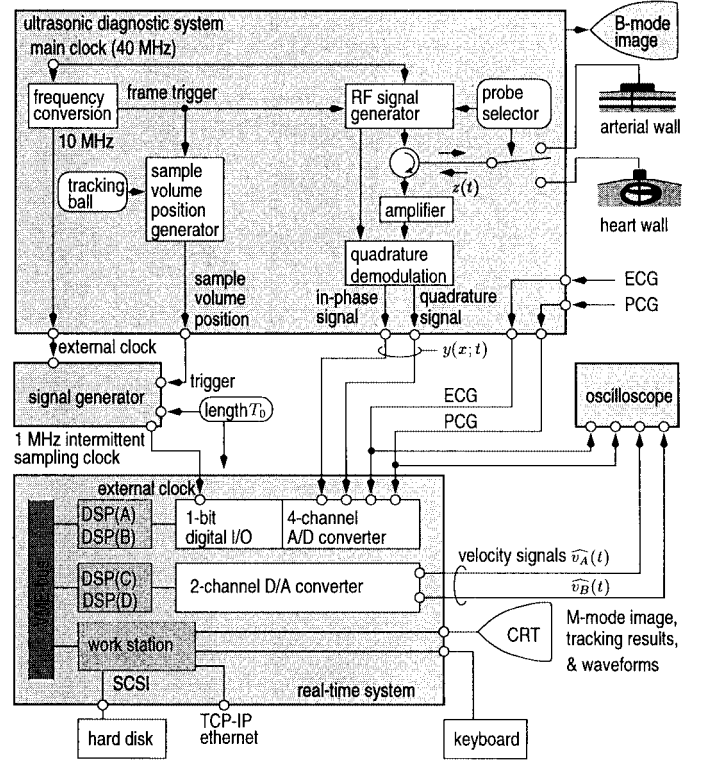 ultrasonic diagnostic system
main clock (40 MHz)
B-mode
image
frequency
conversion
frame trigger
RF signal
generator
probe
selector
arterial wall
10 MHz
tracking
ball
sample
volume
position
generator
z(t)
amplifier
heart wall
quadrature
demodulation
sample
volume
position
in-phase
signal
quadrature
signal
ECG
PCG
external clock
y(x;t)
signal generator
trigger
length T₀
ECG
PCG
oscilloscope
1 MHz intermittent
sampling clock
external clock
DSP(A)
DSP(B)
1-bit
digital I/O
4-channel
A/D converter
velocity signals v̂_A(t)
v̂_B(t)
DSP(C)
DSP(D)
2-channel D/A converter
work station
CRT
M-mode image,
tracking results,
& waveforms
SCSI
real-time system
TCP-IP
ethernet
hard disk
keyboard